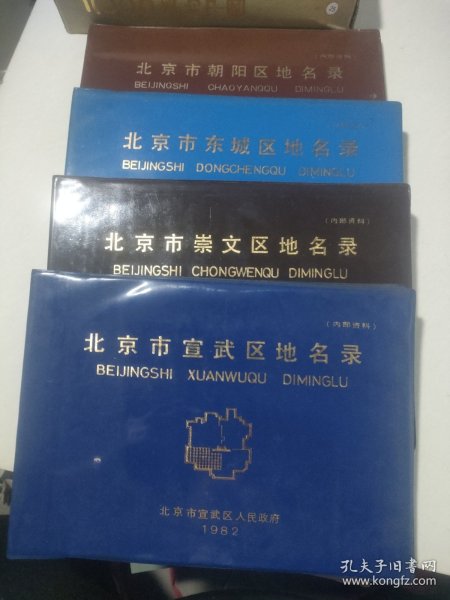 (内部资料)
北京市朝阳区地名录
BEIJINGSHI CHAOYANGQU DIMINGLU
北京市东城区地名录
BEIJINGSHI DONGCHENGQU DIMINGLU
(内部资料)
北京市崇文区地名录
BEIJINGSHI CHONGWENQU DIMINGLU
(内部资料)
北京市宣武区地名录
BEIJINGSHI XUANWUQU DIMINGLU
北京市宣武区人民政府
1982
孔夫子旧书网
www.kongfz.com